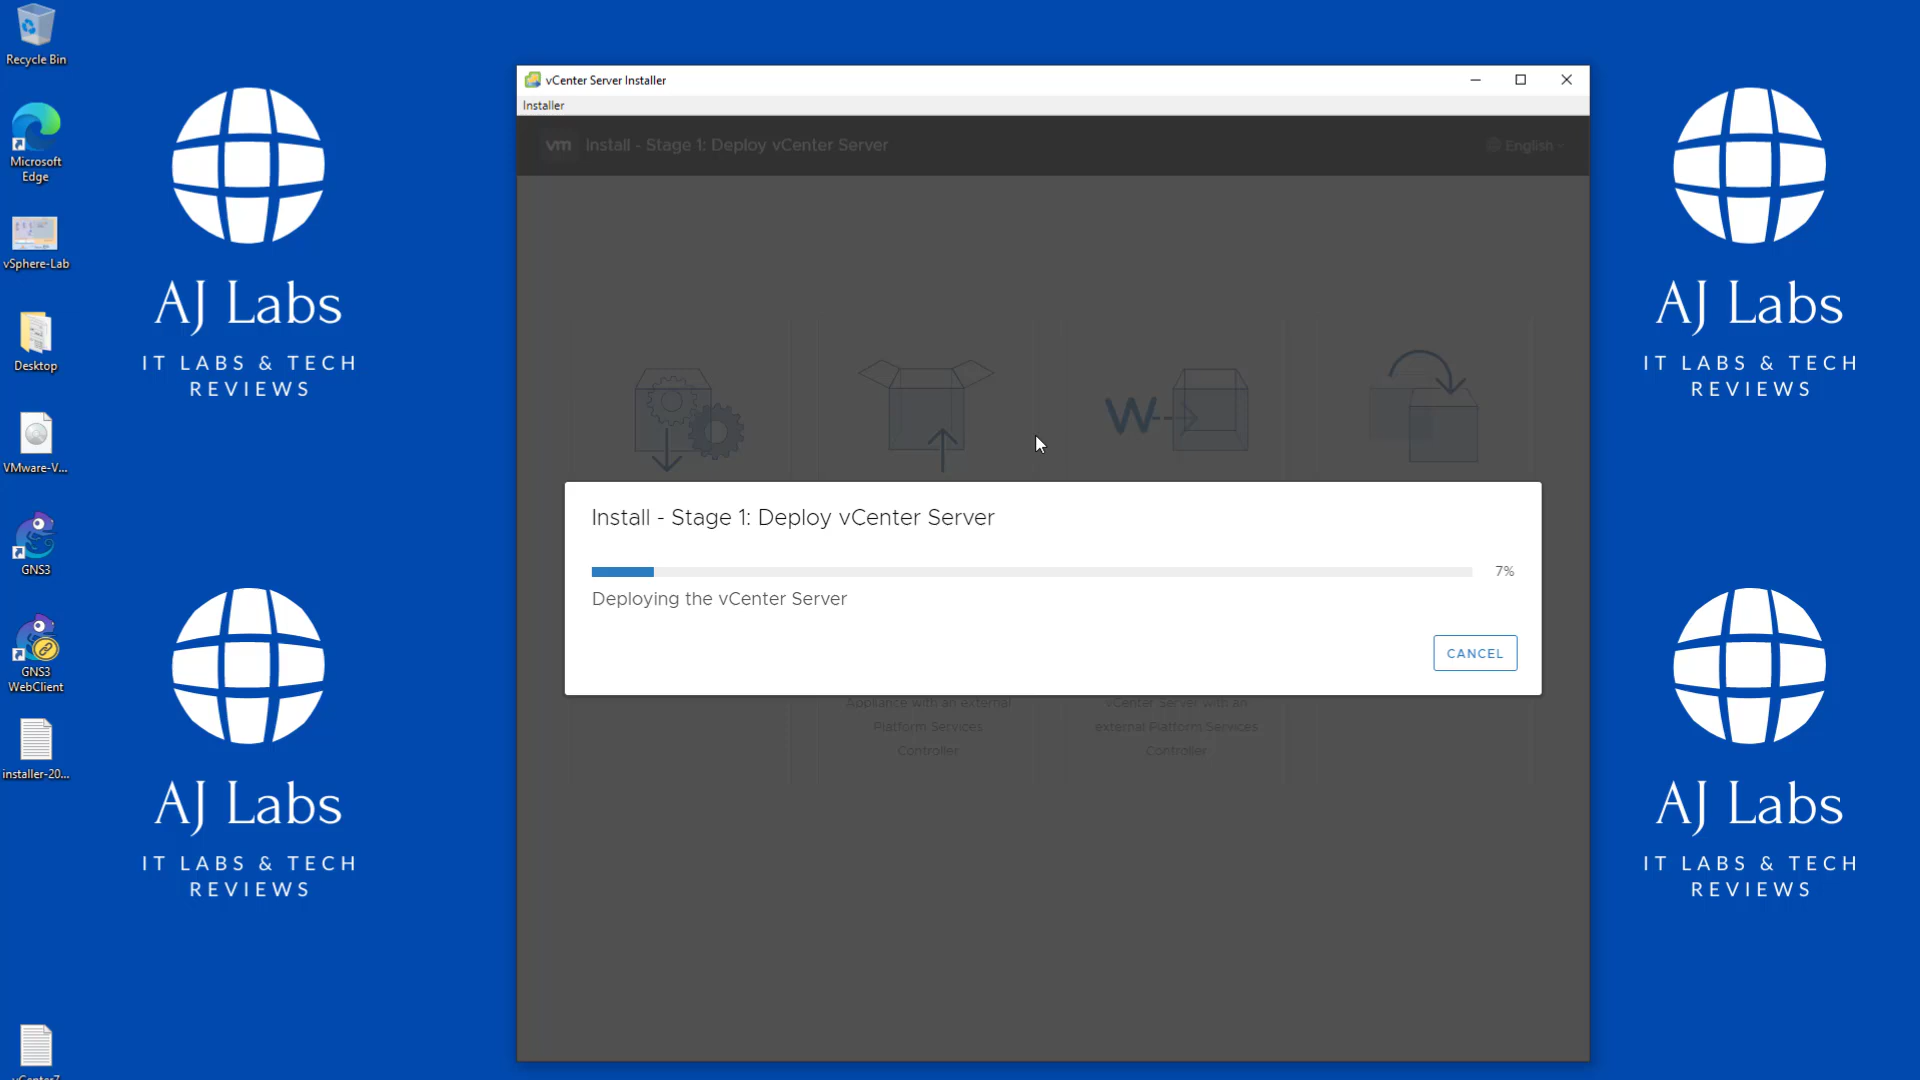 Recycle Bin
Microsoft
Edge
vSphere-Lab
Desktop
VMware-V...
GNS3
GNS3
WebClient
installer-20...
vCenter7
AJ Labs
IT LABS & TECH
REVIEWS
AJ Labs
IT LABS & TECH
REVIEWS
vCenter Server Installer
Installer
vm Install - Stage 1: Deploy vCenter Server
English
W
Install - Stage 1: Deploy vCenter Server
7%
Deploying the vCenter Server
CANCEL
Appliance with an external
Platform Services
Controller
vCenter Server with an
external Platform Services
Controller
AJ Labs
IT LABS & TECH
REVIEWS
AJ Labs
IT LABS & TECH
REVIEWS